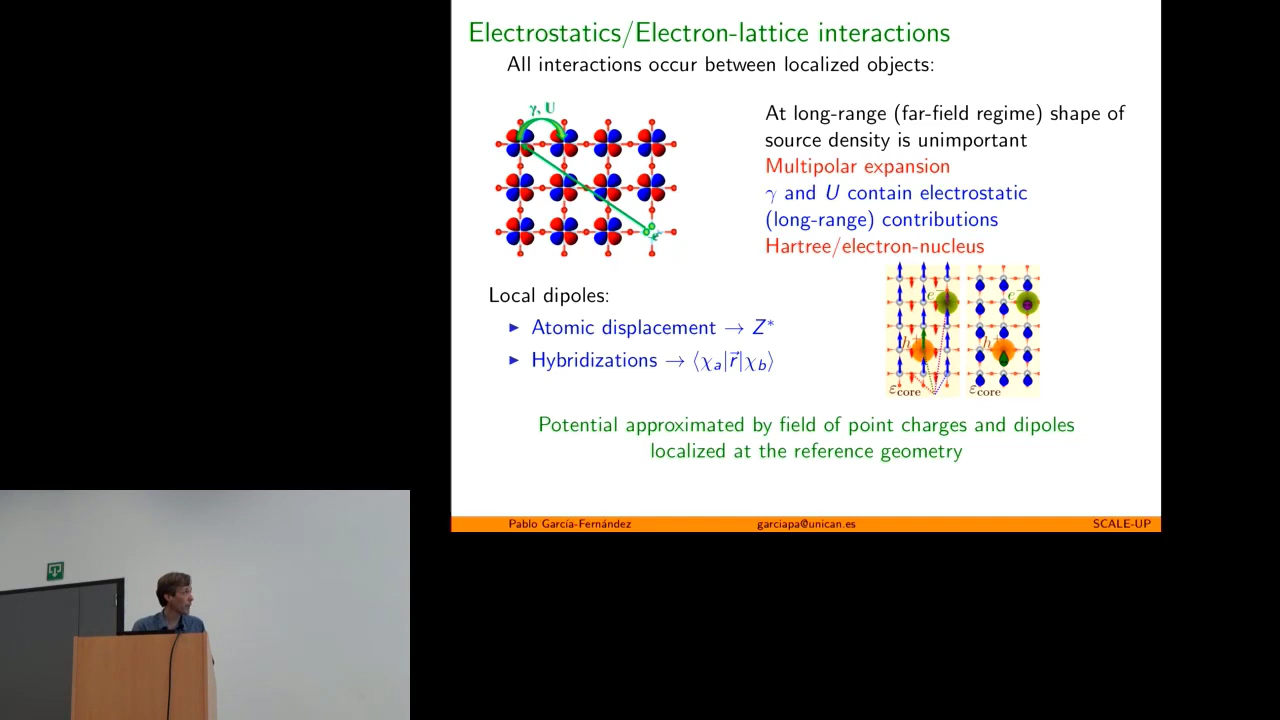 Electrostatics/Electron-lattice interactions
All interactions occur between localized objects:
γ, U
At long-range (far-field regime) shape of
source density is unimportant
Multipolar expansion
γ and U contain electrostatic
(long-range) contributions
Hartree/electron-nucleus
Local dipoles:
▶ Atomic displacement → Z*
▶ Hybridizations → ⟨χₐ|r⃗|χ_b⟩
e⁻ e⁻
h⁺ h⁺
ε_core ε_core
Potential approximated by field of point charges and dipoles
localized at the reference geometry
Pablo García-Fernández garciapa@unican.es SCALE-UP